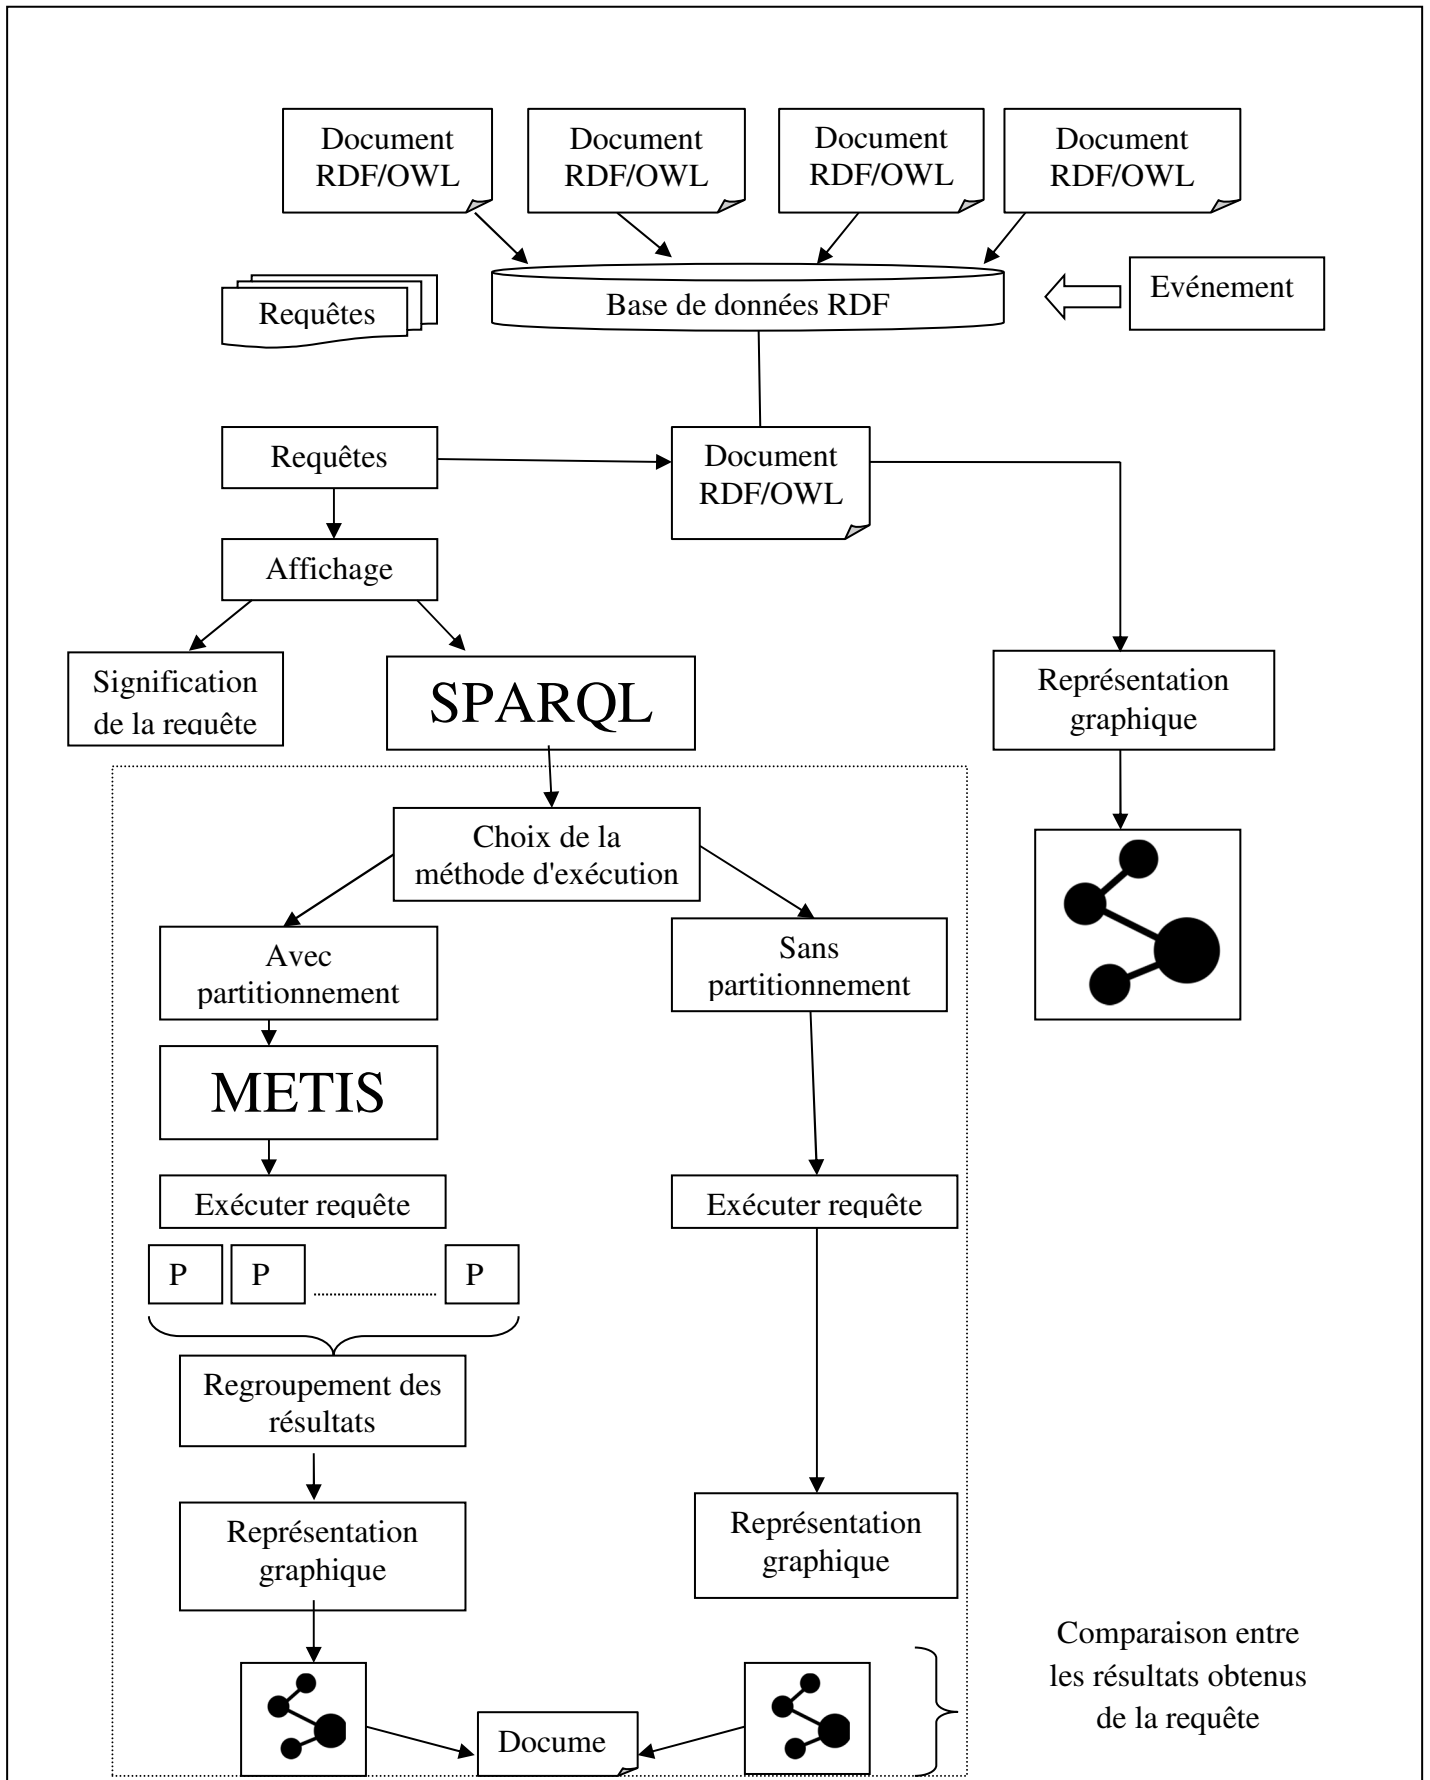 Document
RDF/OWL
Document
RDF/OWL
Document
RDF/OWL
Document
RDF/OWL
Requêtes
Base de données RDF
Evénement
Requêtes
Document
RDF/OWL
Affichage
Signification
de la requête
SPARQL
Représentation
graphique
Choix de la
méthode d'exécution
Avec
partitionnement
Sans
partitionnement
METIS
Exécuter requête
Exécuter requête
P
P
P
Regroupement des
résultats
Représentation
graphique
Représentation
graphique
Comparaison entre
les résultats obtenus
de la requête
Docume